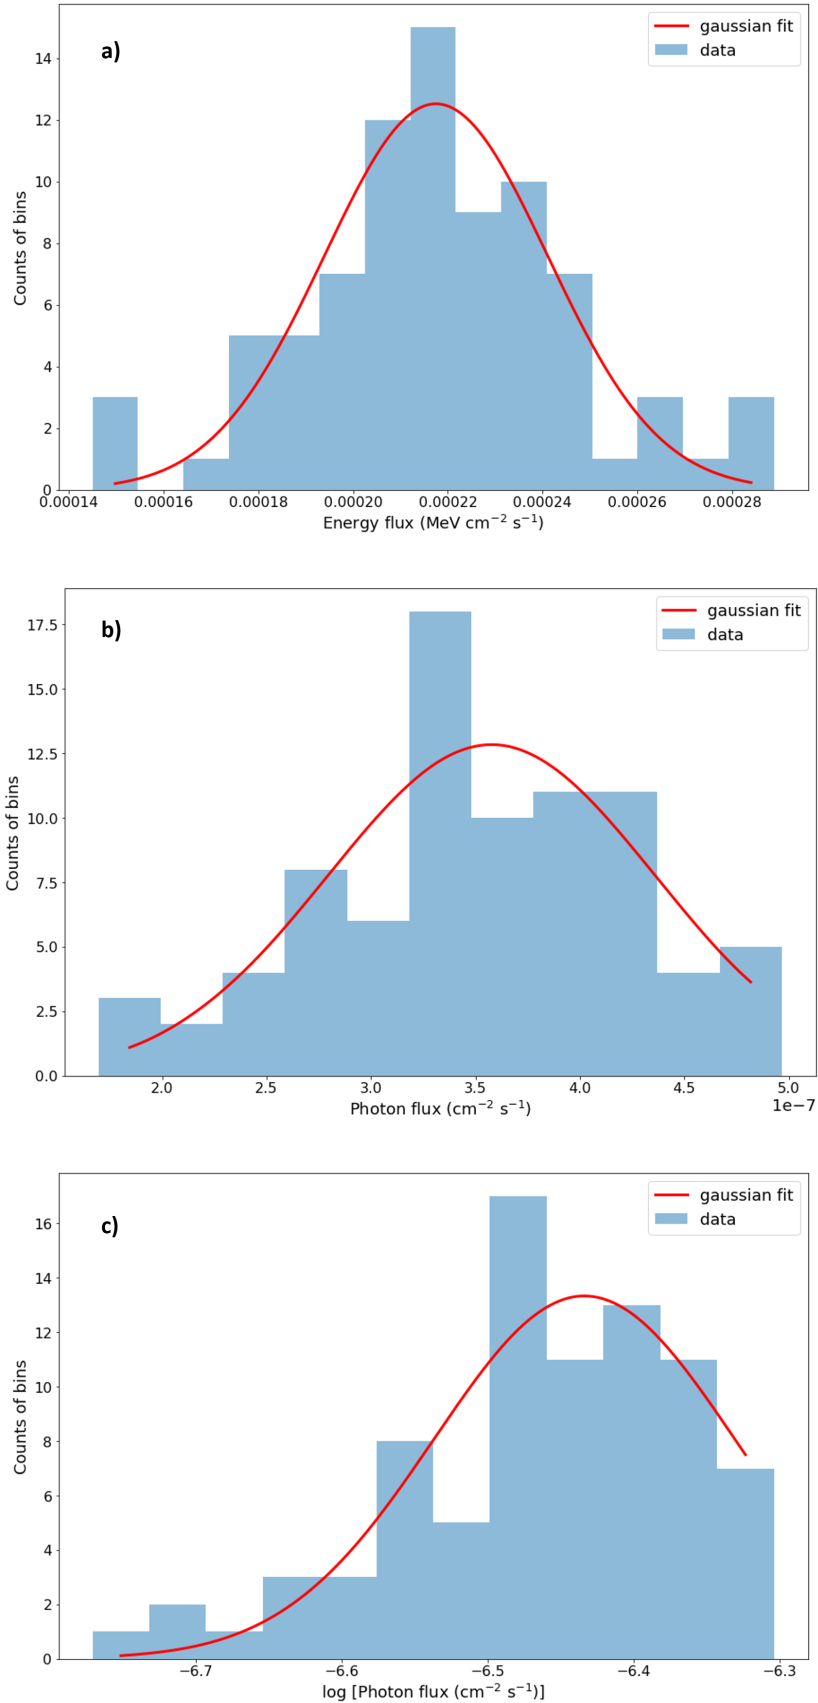 a)
gaussian fit
data
14
12
10
8
6
4
2
0
Counts of bins
0.00014 0.00016 0.00018 0.00020 0.00022 0.00024 0.00026 0.00028
Energy flux (MeV cm⁻² s⁻¹)
b)
gaussian fit
data
17.5
15.0
12.5
10.0
7.5
5.0
2.5
0.0
Counts of bins
2.0 2.5 3.0 3.5 4.0 4.5 5.0
1e−7
Photon flux (cm⁻² s⁻¹)
c)
gaussian fit
data
16
14
12
10
8
6
4
2
0
Counts of bins
−6.7 −6.6 −6.5 −6.4 −6.3
log [Photon flux (cm⁻² s⁻¹)]